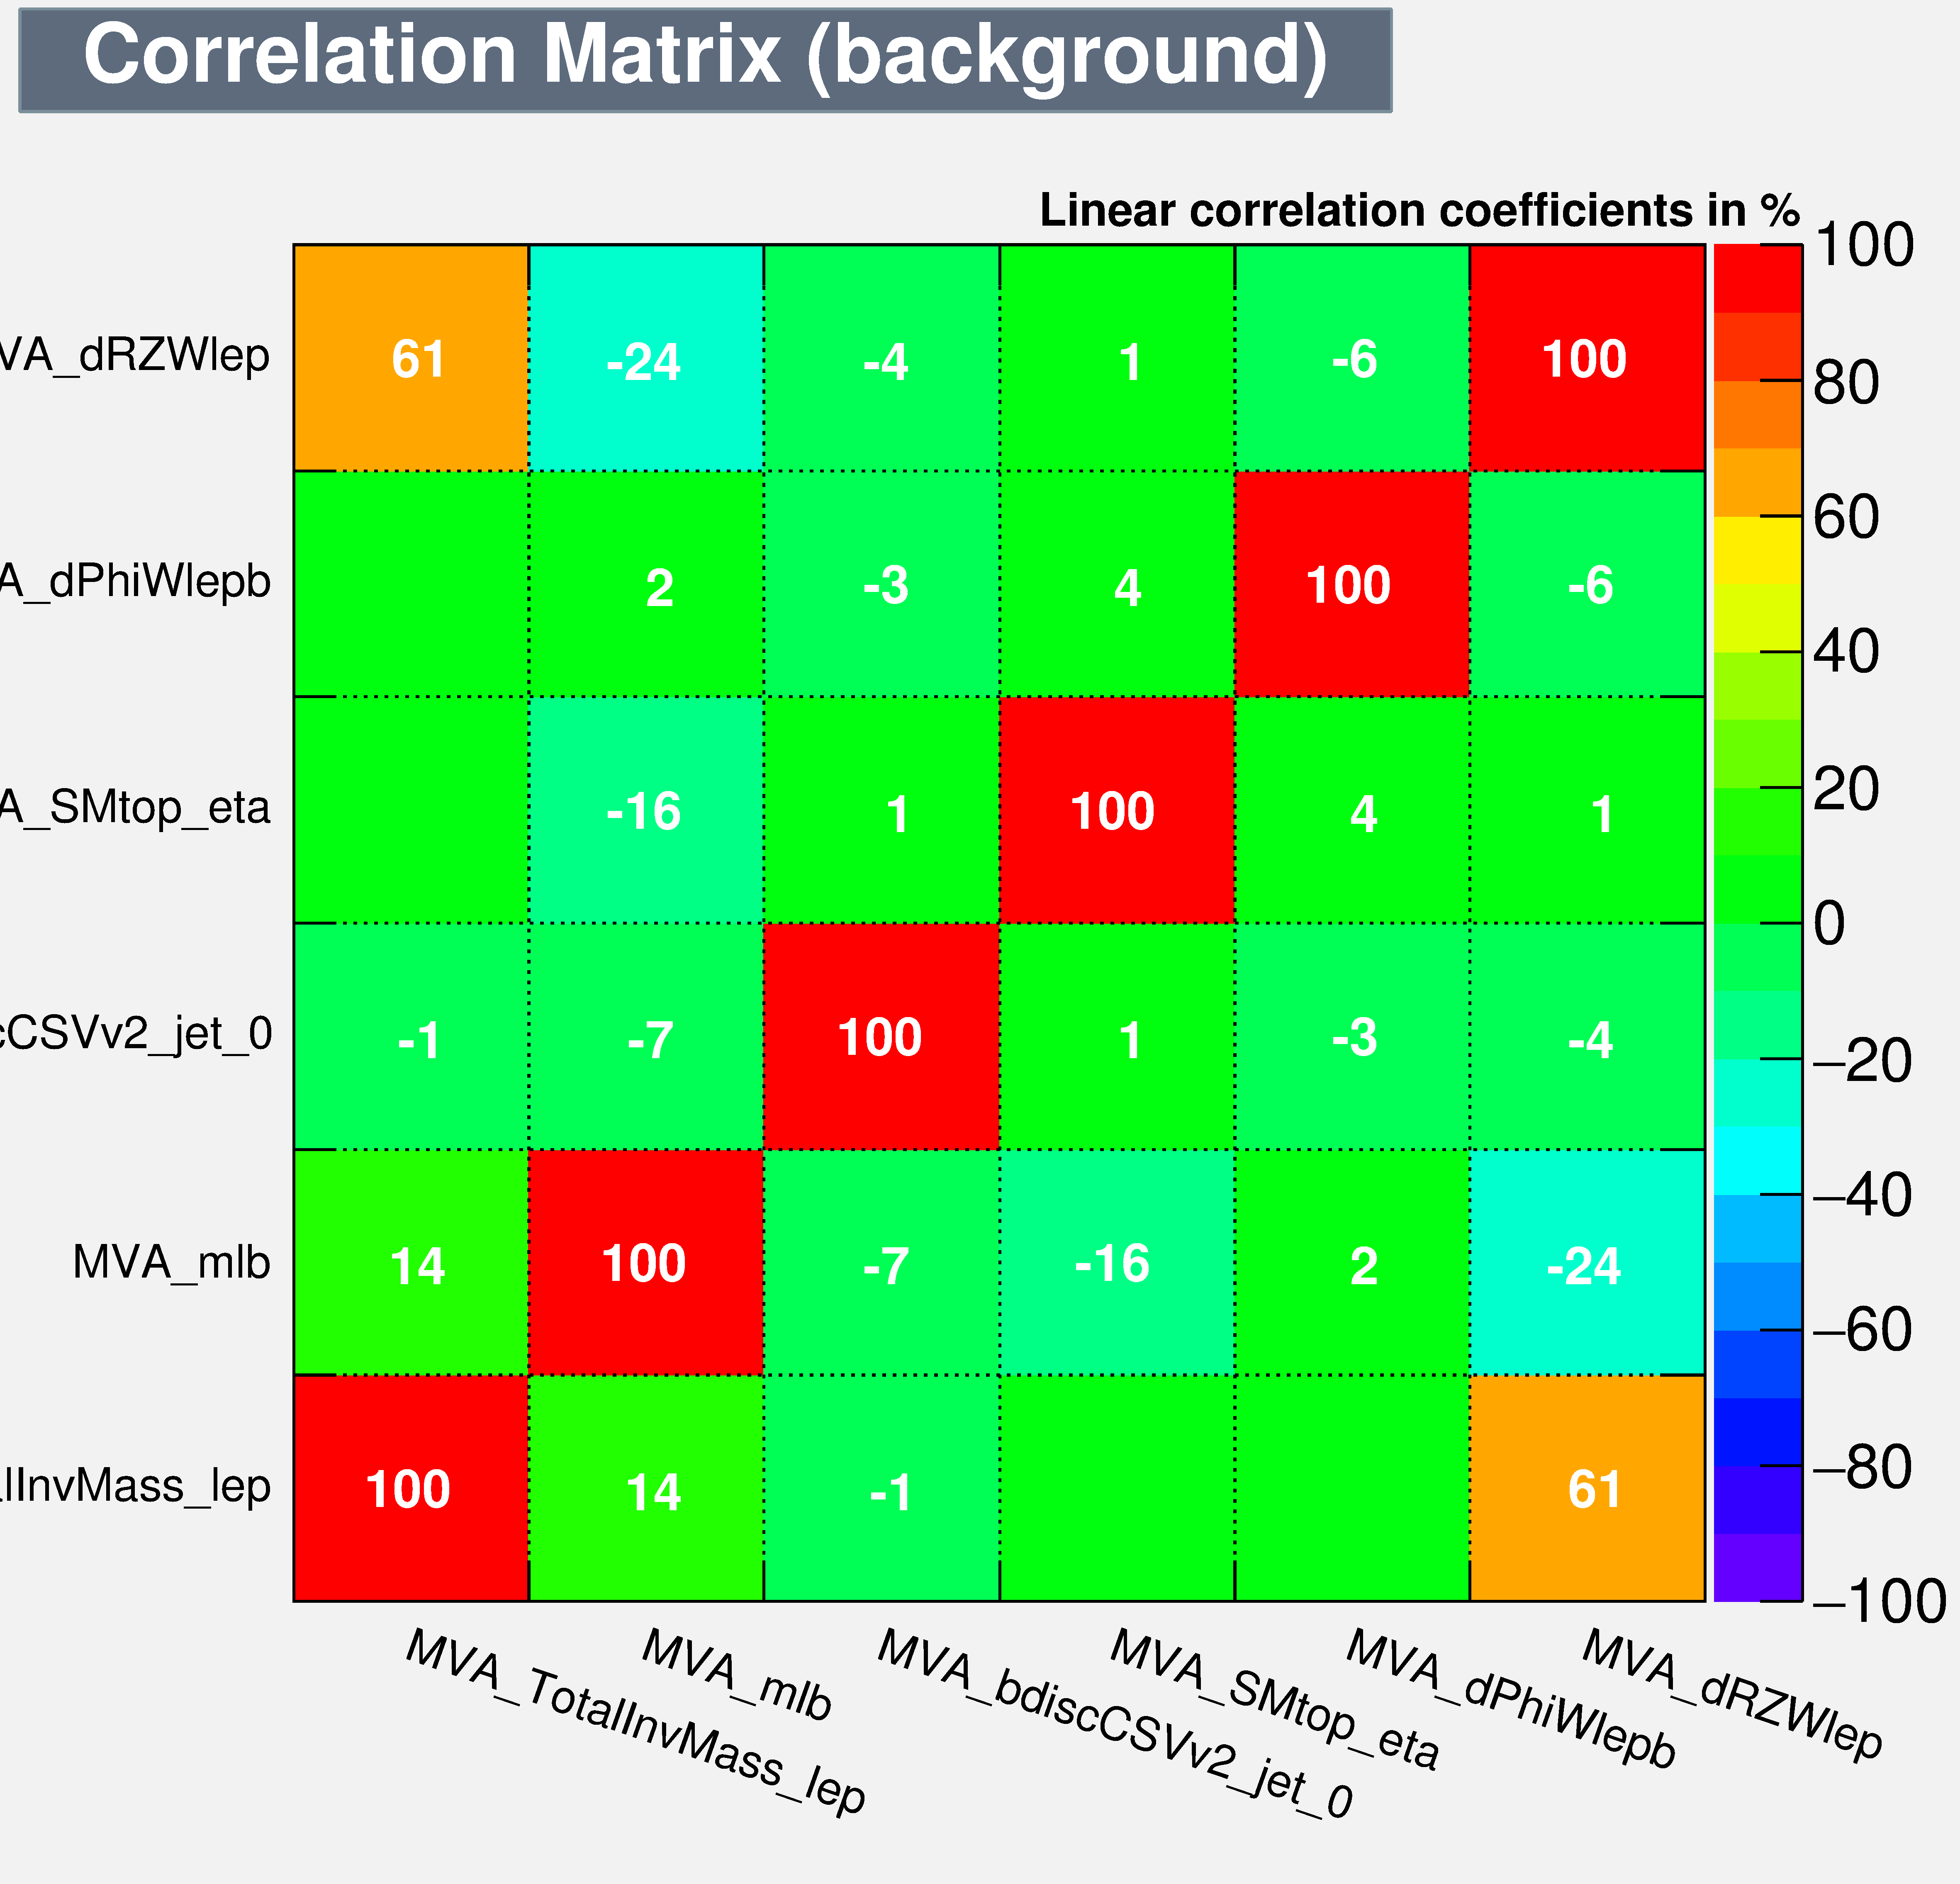 Correlation Matrix (background)
Linear correlation coefficients in %
100
VA_dRZWlep 61 -24 -4 1 -6 100
80
60
A_dPhiWlepb 2 -3 4 100 -6
40
A_SMtop_eta -16 1 100 4 1
20
0
cCSVv2_jet_0 -1 -7 100 1 -3 -4
−20
MVA_mlb 14 100 -7 -16 2 -24
−40
−60
lInvMass_lep 100 14 -1 61
−80
−100
MVA_TotalInvMass_lep
MVA_mlb
MVA_bdiscCSVv2_jet_0
MVA_SMtop_eta
MVA_dPhiWlepb
MVA_dRZWlep